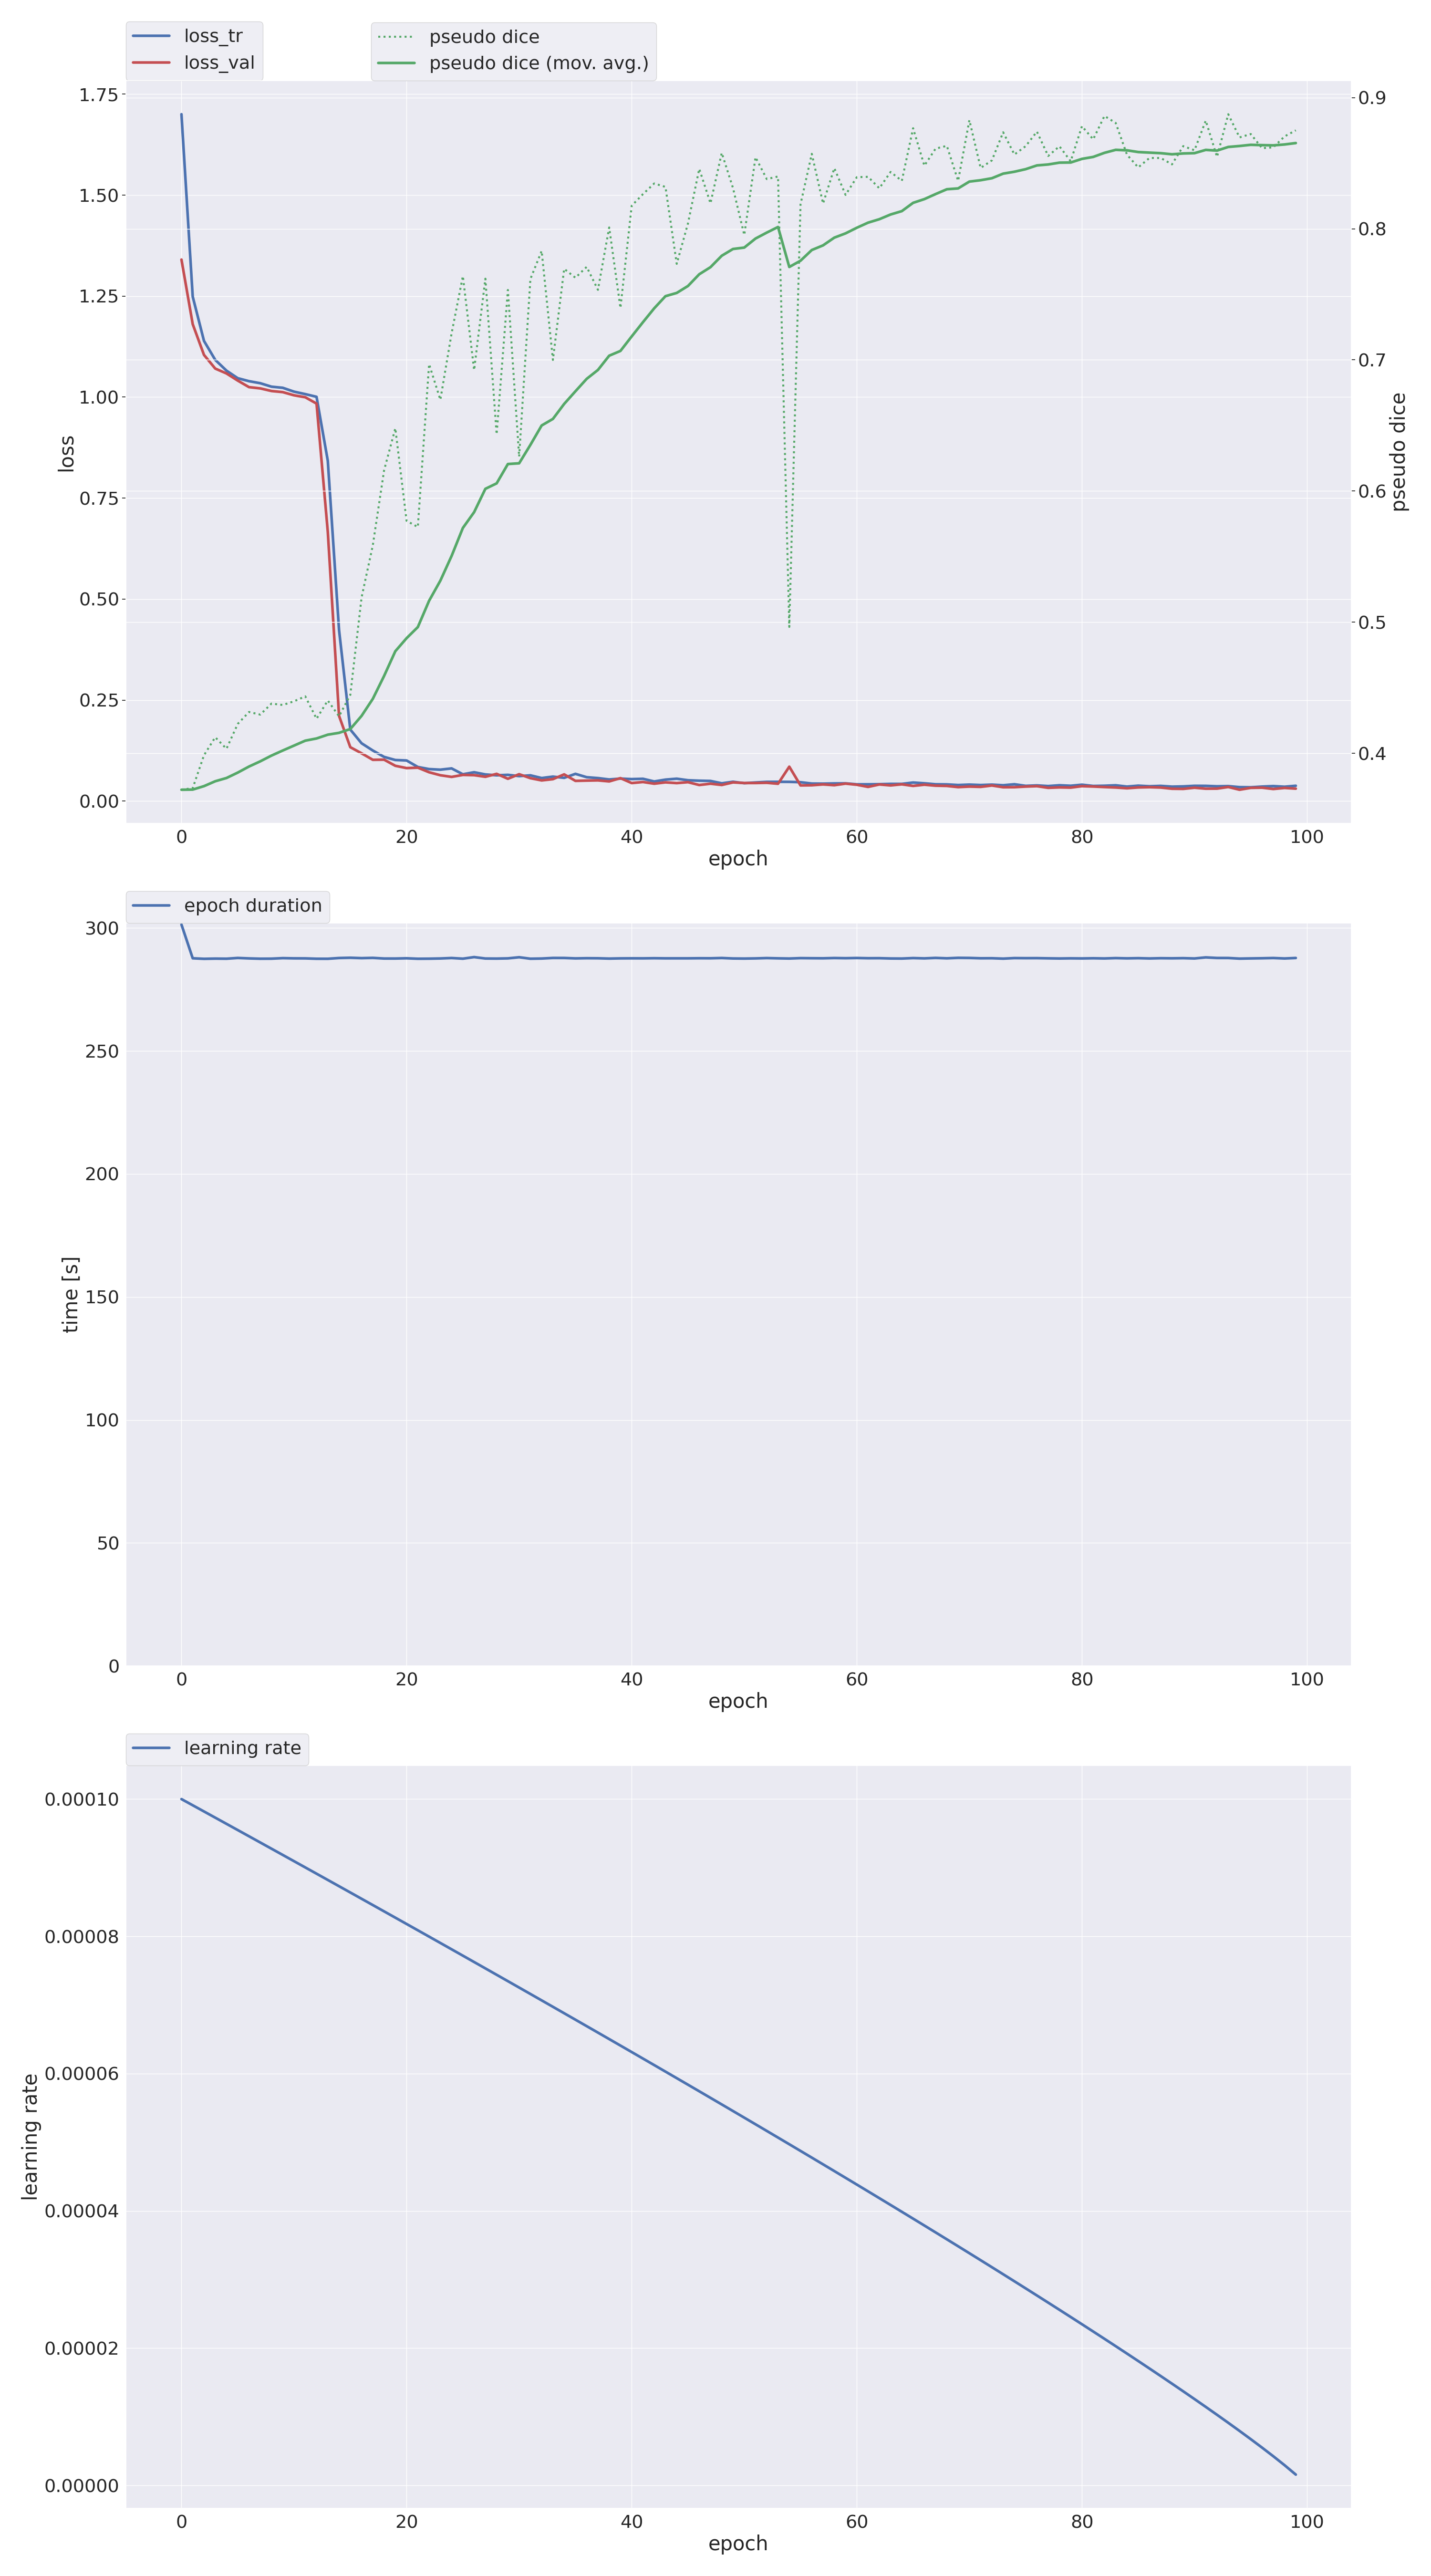 loss_tr
loss_val
pseudo dice
pseudo dice (mov. avg.)
1.75
1.50
1.25
1.00
0.75
0.50
0.25
0.00
loss
0.9
0.8
0.7
0.6
0.5
0.4
pseudo dice
0 20 40 60 80 100
epoch
epoch duration
300
250
200
150
100
50
0
time [s]
0 20 40 60 80 100
epoch
learning rate
0.00010
0.00008
0.00006
0.00004
0.00002
0.00000
learning rate
0 20 40 60 80 100
epoch